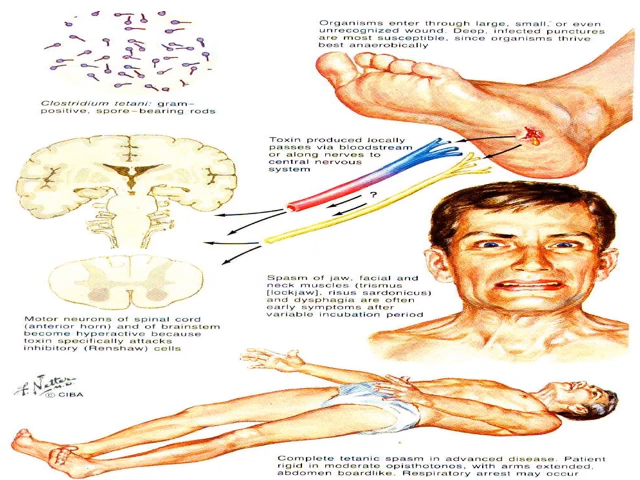 Organisms enter through large, small, or even
unrecognized wound. Deep, infected punctures
are most susceptible, since organisms thrive
best anaerobically
Clostridium tetani: gram-
positive, spore-bearing rods
Toxin produced locally
passes via bloodstream
or along nerves to
central nervous
system
?
Spasm of jaw, facial and
neck muscles (trismus
[lockjaw], risus sardonicus)
and dysphagia are often
early symptoms after
variable incubation period
Motor neurons of spinal cord
(anterior horn) and of brainstem
become hyperactive because
toxin specifically attacks
inhibitory (Renshaw) cells
F. Netter M.D.
© CIBA
Complete tetanic spasm in advanced disease. Patient
rigid in moderate opisthotonos, with arms extended,
abdomen boardlike. Respiratory arrest may occur